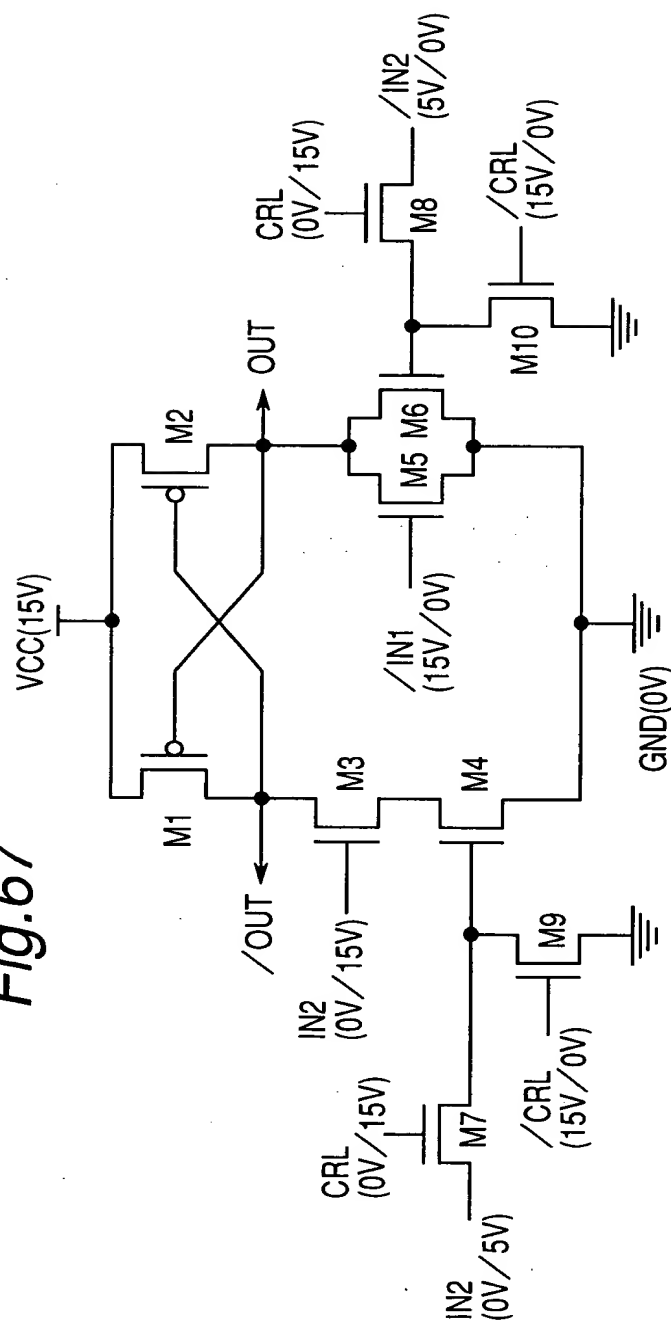 Fig.67
VCC(15V)
M1
M2
/OUT
OUT
IN2
(0V/15V)
M3
M4
/IN1
(15V/0V)
M5
M6
CRL
(0V/15V)
M8
/IN2
(5V/0V)
/CRL
(15V/0V)
M10
CRL
(0V/15V)
M7
IN2
(0V/5V)
/CRL
(15V/0V)
M9
GND(0V)